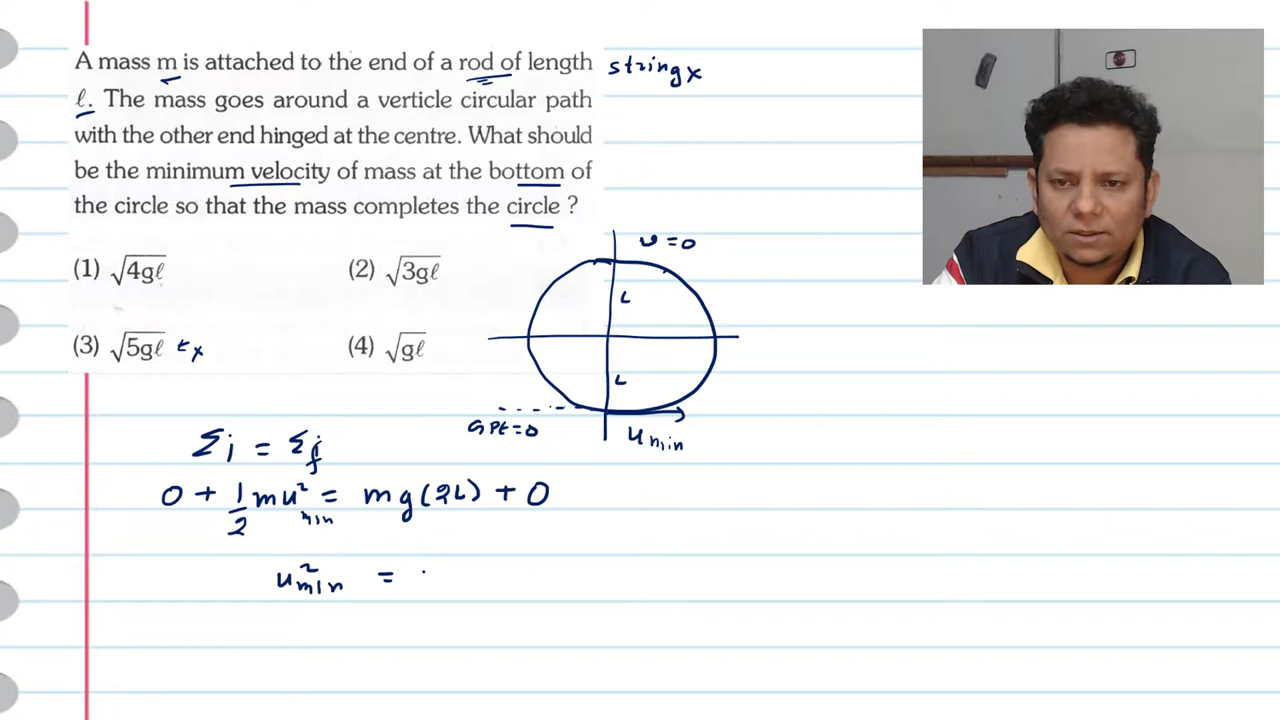 A mass m is attached to the end of a rod of length string x
ℓ. The mass goes around a verticle circular path
with the other end hinged at the centre. What should
be the minimum velocity of mass at the bottom of
the circle so that the mass completes the circle ?
(1) √4gℓ (2) √3gℓ
(3) √5gℓ (4) √gℓ
v = 0
L
L
G Pt = 0
u min
Σi = Σf
0 + 1/2 mu²min = mg(2L) + 0
u²min =